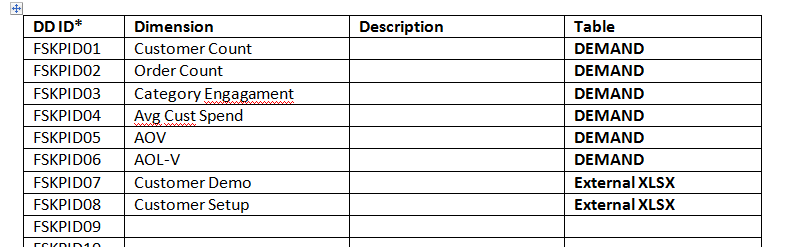 DD ID* Dimension Description Table
FSKPID01 Customer Count DEMAND
FSKPID02 Order Count DEMAND
FSKPID03 Category Engagament DEMAND
FSKPID04 Avg Cust Spend DEMAND
FSKPID05 AOV DEMAND
FSKPID06 AOL-V DEMAND
FSKPID07 Customer Demo External XLSX
FSKPID08 Customer Setup External XLSX
FSKPID09